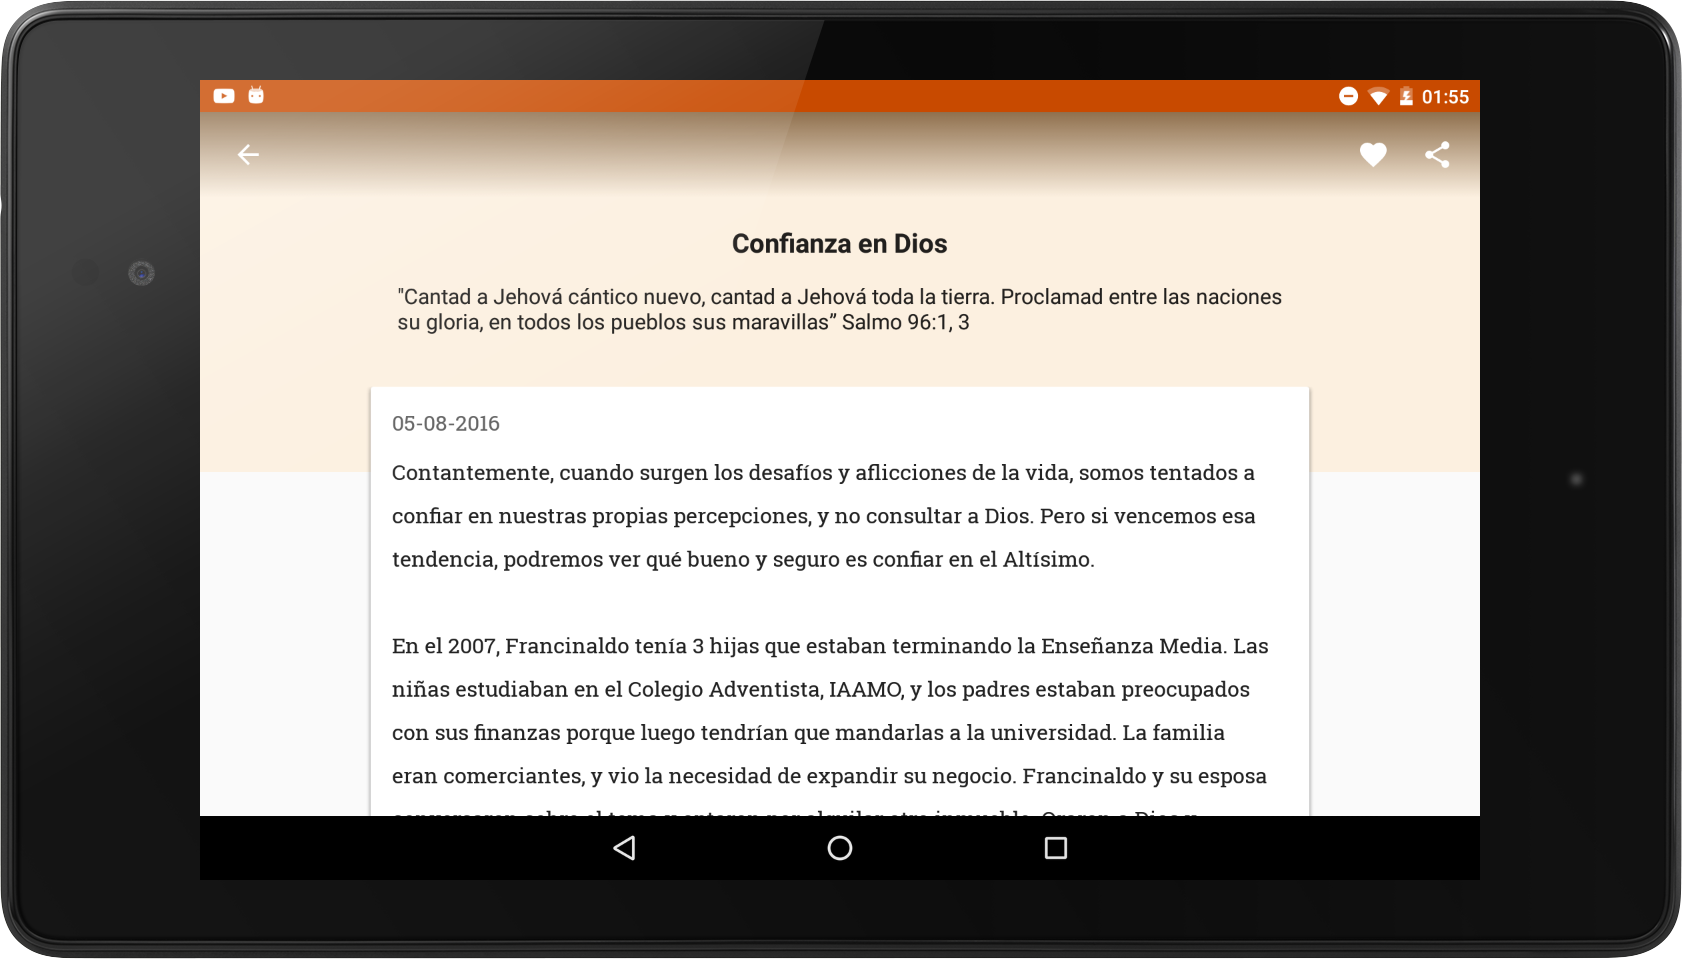 01:55
Confianza en Dios
"Cantad a Jehová cántico nuevo, cantad a Jehová toda la tierra. Proclamad entre las naciones
su gloria, en todos los pueblos sus maravillas” Salmo 96:1, 3
05-08-2016
Contantemente, cuando surgen los desafíos y aflicciones de la vida, somos tentados a
confiar en nuestras propias percepciones, y no consultar a Dios. Pero si vencemos esa
tendencia, podremos ver qué bueno y seguro es confiar en el Altísimo.
En el 2007, Francinaldo tenía 3 hijas que estaban terminando la Enseñanza Media. Las
niñas estudiaban en el Colegio Adventista, IAAMO, y los padres estaban preocupados
con sus finanzas porque luego tendrían que mandarlas a la universidad. La familia
eran comerciantes, y vio la necesidad de expandir su negocio. Francinaldo y su esposa